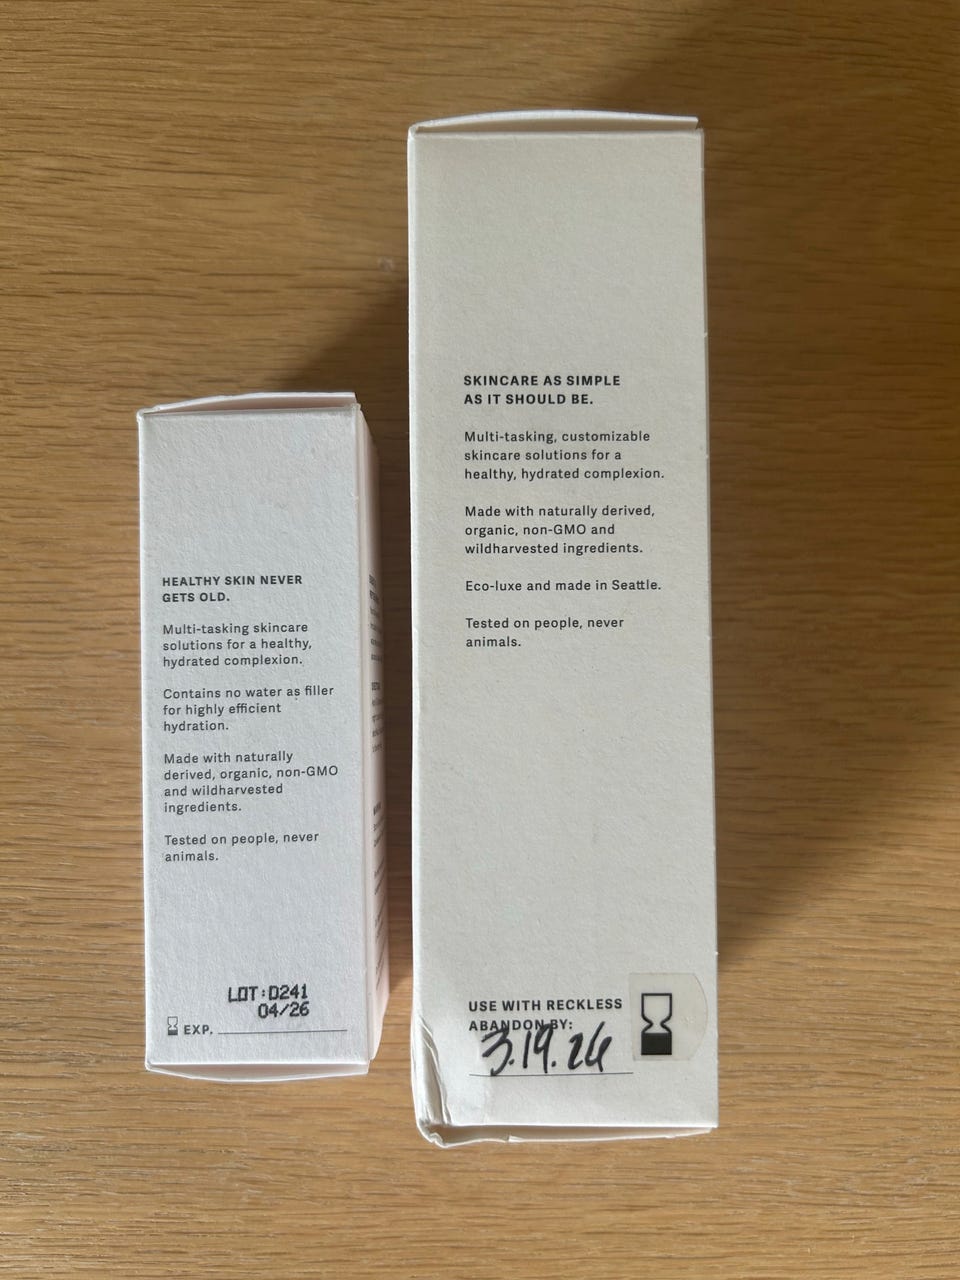 HEALTHY SKIN NEVER
GETS OLD.
Multi-tasking skincare
solutions for a healthy,
hydrated complexion.
Contains no water as filler
for highly efficient
hydration.
Made with naturally
derived, organic, non-GMO
and wildharvested
ingredients.
Tested on people, never
animals.
LOT:D241
04/26
EXP.
SKINCARE AS SIMPLE
AS IT SHOULD BE.
Multi-tasking, customizable
skincare solutions for a
healthy, hydrated complexion.
Made with naturally derived,
organic, non-GMO and
wildharvested ingredients.
Eco-luxe and made in Seattle.
Tested on people, never
animals.
USE WITH RECKLESS
ABANDON BY:
3.19.26